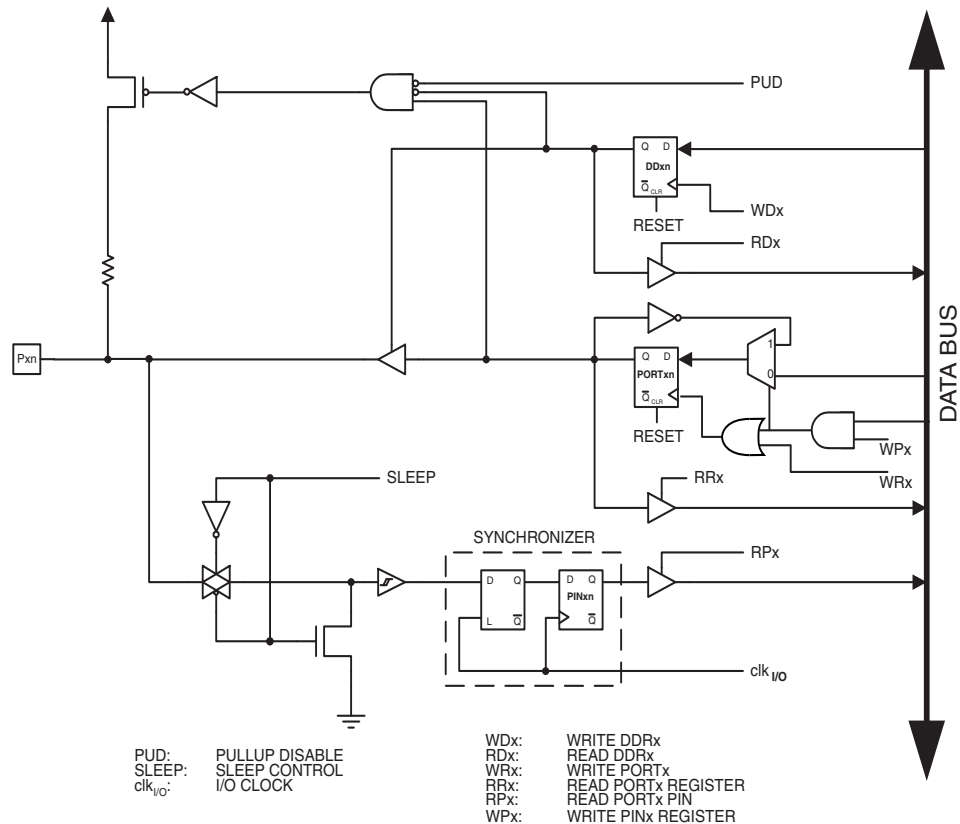 PUD
Q D
DDxn
Q CLR
WDx
RESET
RDx
Pxn
1
Q D
PORTxn
0
Q CLR
RESET
WPx
WRx
SLEEP
RRx
SYNCHRONIZER
RPx
D Q
L Q
D Q
PINxn
Q
clk I/O
DATA BUS
PUD: PULLUP DISABLE
SLEEP: SLEEP CONTROL
clkI/O: I/O CLOCK
WDx: WRITE DDRx
RDx: READ DDRx
WRx: WRITE PORTx
RRx: READ PORTx REGISTER
RPx: READ PORTx PIN
WPx: WRITE PINx REGISTER